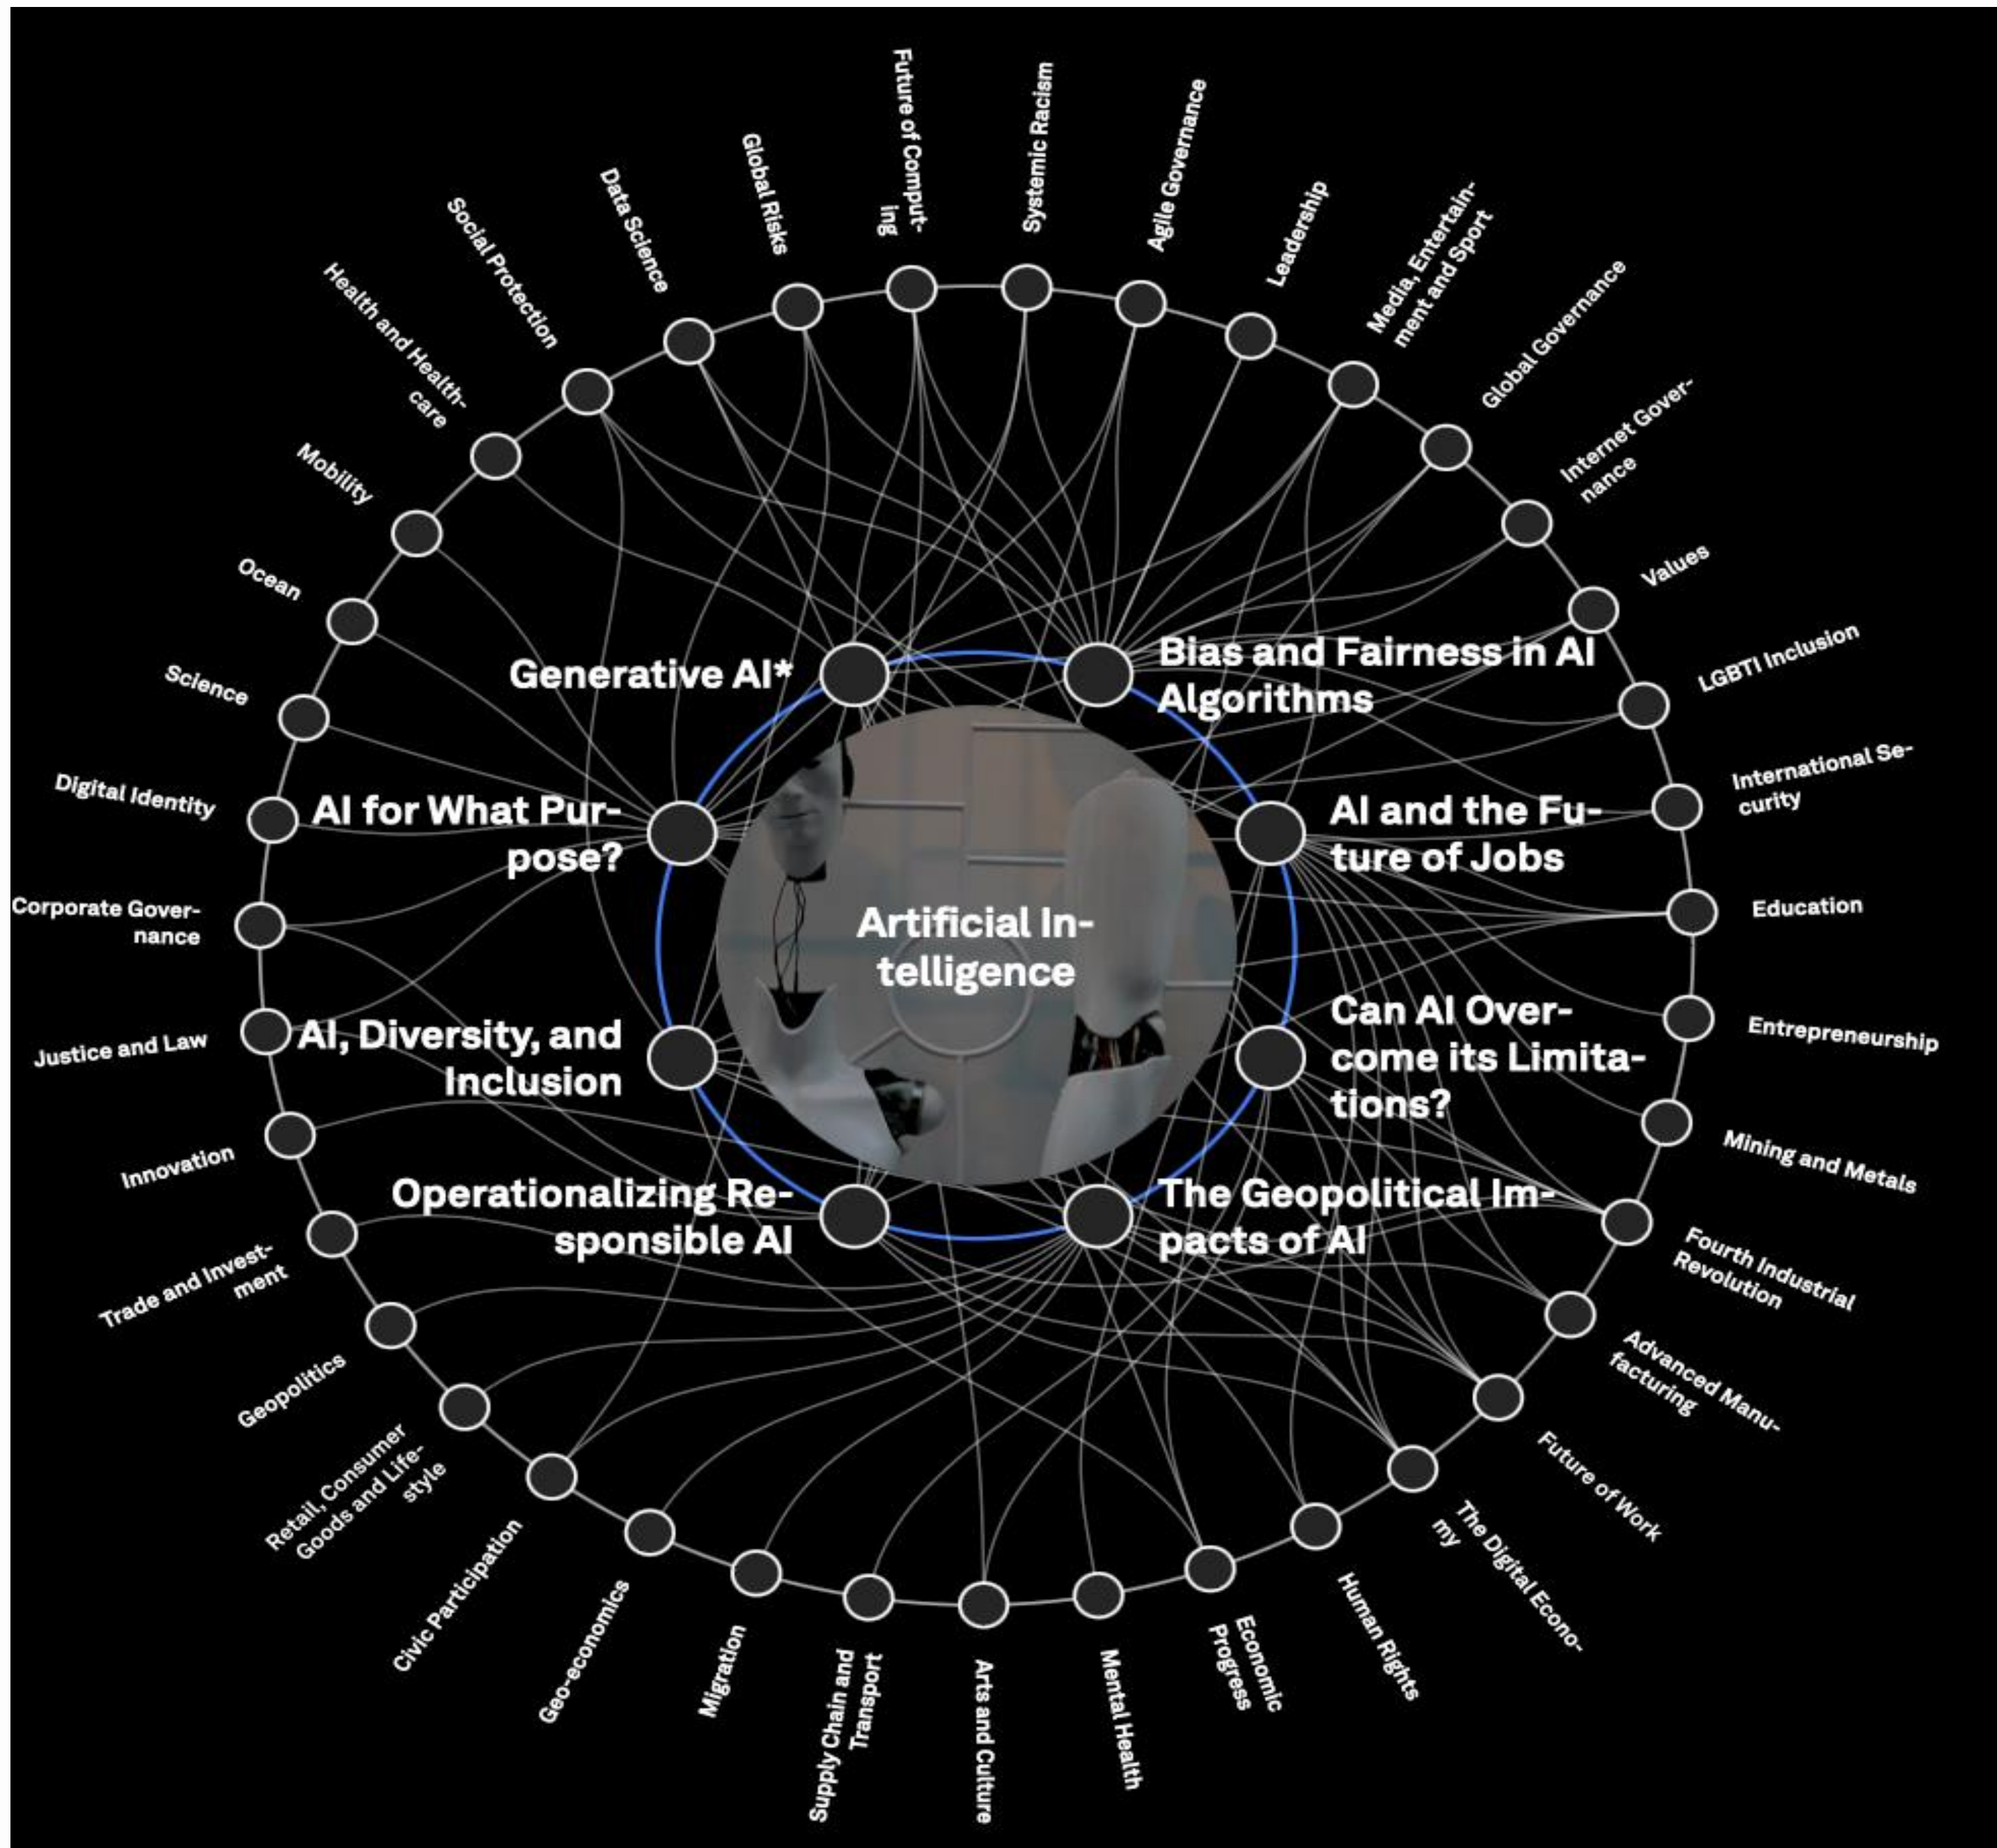 Future of Comput-
ing
Systemic Racism
Agile Governance
Leadership
Media, Entertain-
ment and Sport
Global Governance
Internet Gover-
nance
Values
LGBTI Inclusion
International Se-
curity
Education
Entrepreneurship
Mining and Metals
Fourth Industrial
Revolution
Advanced Manu-
facturing
Future of Work
The Digital Econo-
my
Human Rights
Economic
Progress
Mental Health
Arts and Culture
Supply Chain and
Transport
Migration
Geo-economics
Civic Participation
Retail, Consumer
Goods and Life-
style
Geopolitics
Trade and Invest-
ment
Innovation
Justice and Law
Corporate Gover-
nance
Digital Identity
Science
Ocean
Mobility
Health and Health-
care
Social Protection
Data Science
Global Risks
Generative AI*
Bias and Fairness in AI
Algorithms
AI for What Pur-
pose?
AI and the Fu-
ture of Jobs
Artificial In-
telligence
AI, Diversity, and
Inclusion
Can AI Over-
come its Limita-
tions?
Operationalizing Re-
sponsible AI
The Geopolitical Im-
pacts of AI